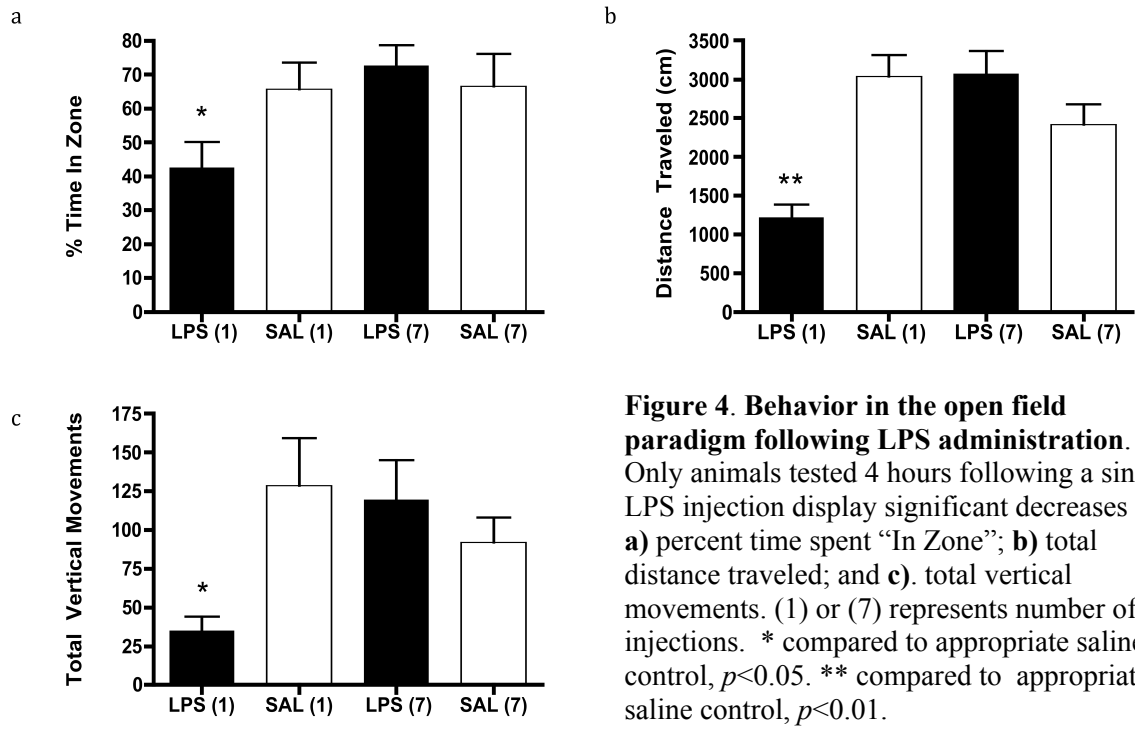 a
80
70
60
50
40
30
20
10
0
% Time In Zone
*
LPS (1) SAL (1) LPS (7) SAL (7)
b
3500
3000
2500
2000
1500
1000
500
0
Distance Traveled (cm)
**
LPS (1) SAL (1) LPS (7) SAL (7)
c
175
150
125
100
75
50
25
0
Total Vertical Movements
*
LPS (1) SAL (1) LPS (7) SAL (7)
Figure 4. Behavior in the open field
paradigm following LPS administration.
Only animals tested 4 hours following a sin
LPS injection display significant decreases
a) percent time spent “In Zone”; b) total
distance traveled; and c). total vertical
movements. (1) or (7) represents number of
injections. * compared to appropriate saline
control, p<0.05. ** compared to appropriat
saline control, p<0.01.